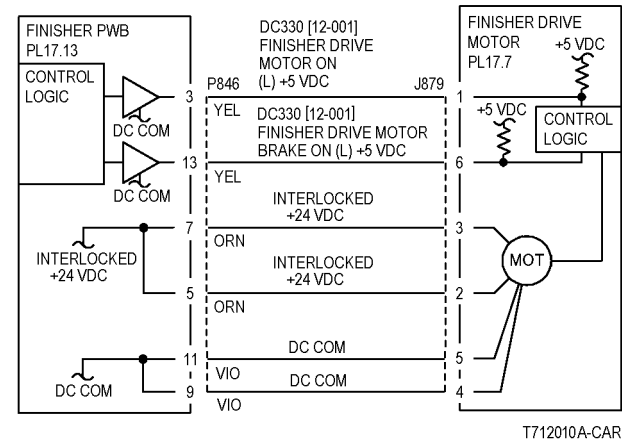 FINISHER PWB
PL17.13
CONTROL
LOGIC
DC COM
DC COM
INTERLOCKED
+24 VDC
DC COM
3
13
7
5
11
9
P846
J879
DC330 [12-001]
FINISHER DRIVE
MOTOR ON
(L) +5 VDC
YEL
DC330 [12-001]
FINISHER DRIVE MOTOR
BRAKE ON (L) +5 VDC
YEL
INTERLOCKED
+24 VDC
ORN
INTERLOCKED
+24 VDC
ORN
DC COM
VIO
DC COM
VIO
1
6
3
2
5
4
FINISHER DRIVE
MOTOR
PL17.7
+5 VDC
+5 VDC
CONTROL
LOGIC
MOT
T712010A-CAR